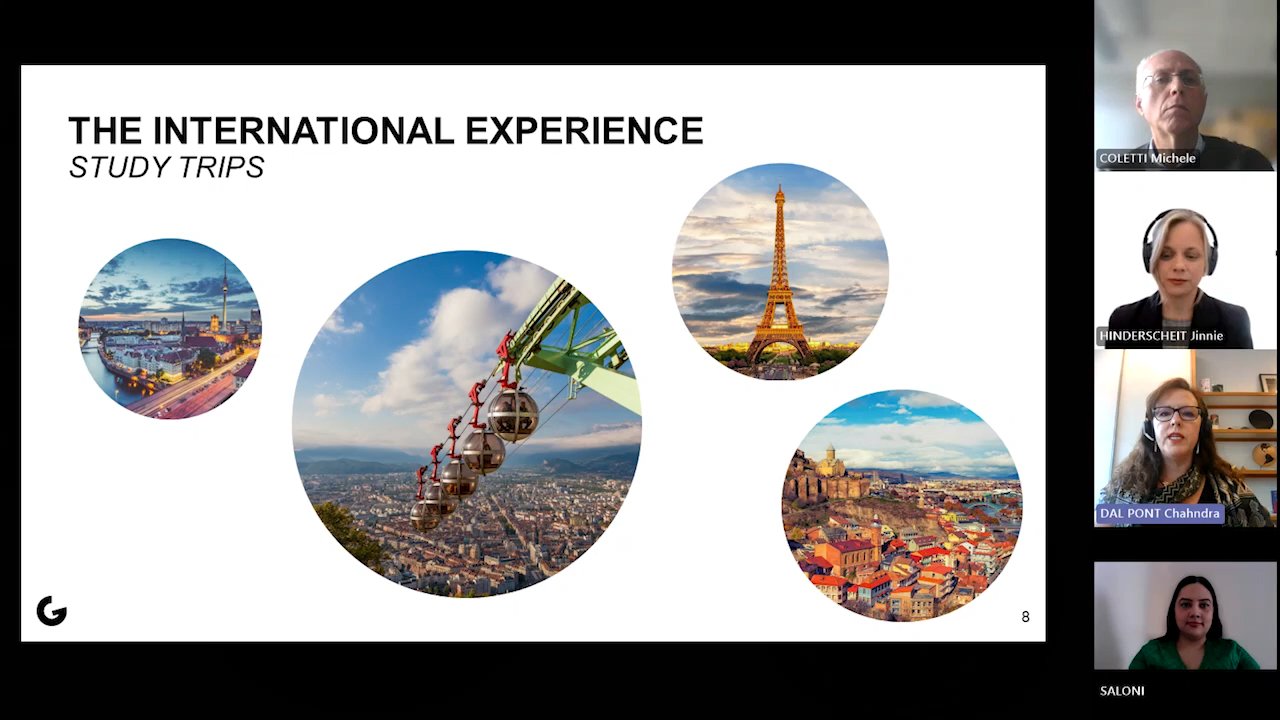 THE INTERNATIONAL EXPERIENCE
STUDY TRIPS
8
COLETTI Michele
HINDERSCHEIT Jinnie
DAL PONT Chahndra
SALONI